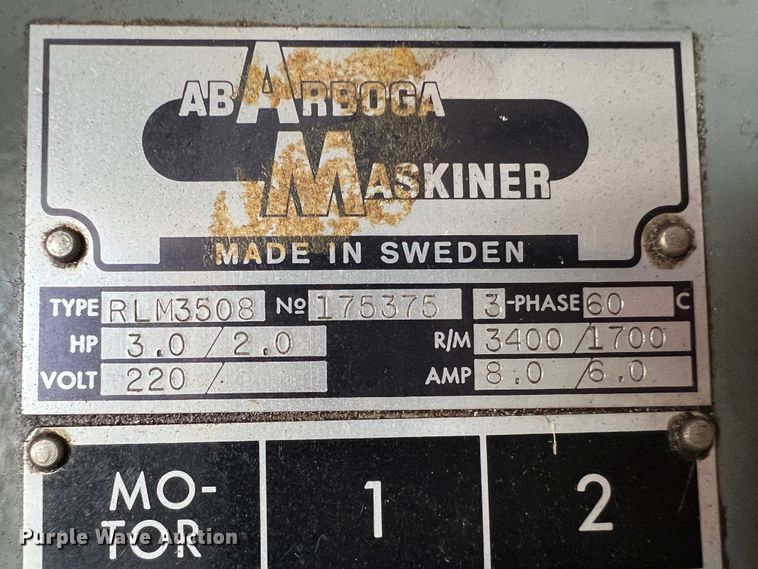 AB ARBOGA
MASKINER
MADE IN SWEDEN
TYPE RLM3508 Nº 175375 3-PHASE 60 C
HP 3.0 / 2.0 R/M 3400/1700
VOLT 220 / AMP 8.0 / 6.0
MO-
TOR 1 2
Purple Wave Auction